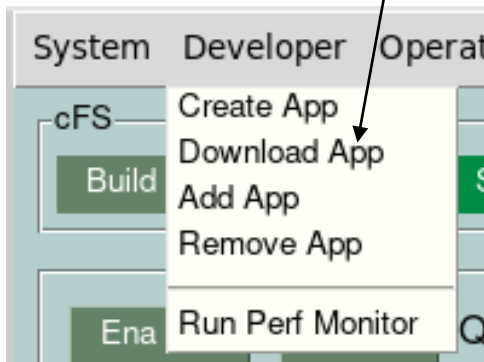 System Developer Operat
cFS
Create App
Download App
Build
S
Add App
Remove App
Ena
Run Perf Monitor
Q